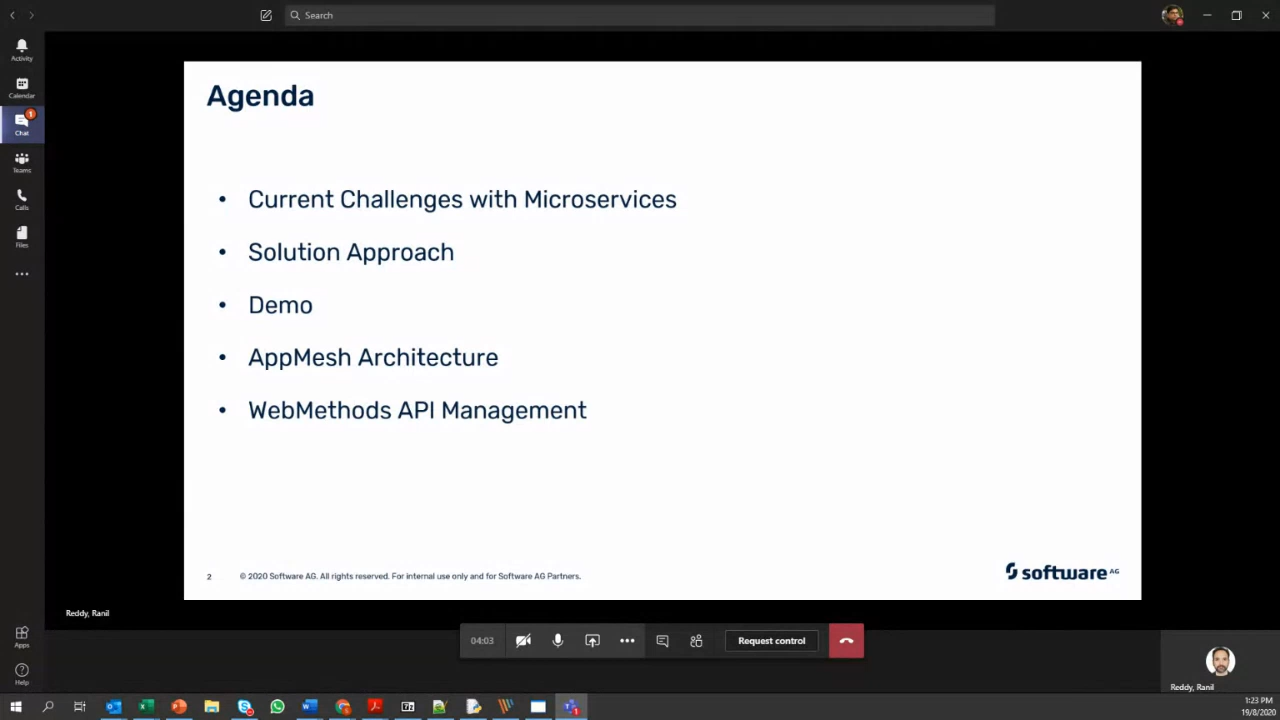 Search
Activity
Calendar
1
Chat
Teams
Calls
Files
Agenda
• Current Challenges with Microservices
• Solution Approach
• Demo
• AppMesh Architecture
• WebMethods API Management
2
© 2020 Software AG. All rights reserved. For internal use only and for Software AG Partners.
software AG
Reddy, Ranil
04:03
Request control
Apps
Help
Reddy, Ranil
1:23 PM
19/8/2020